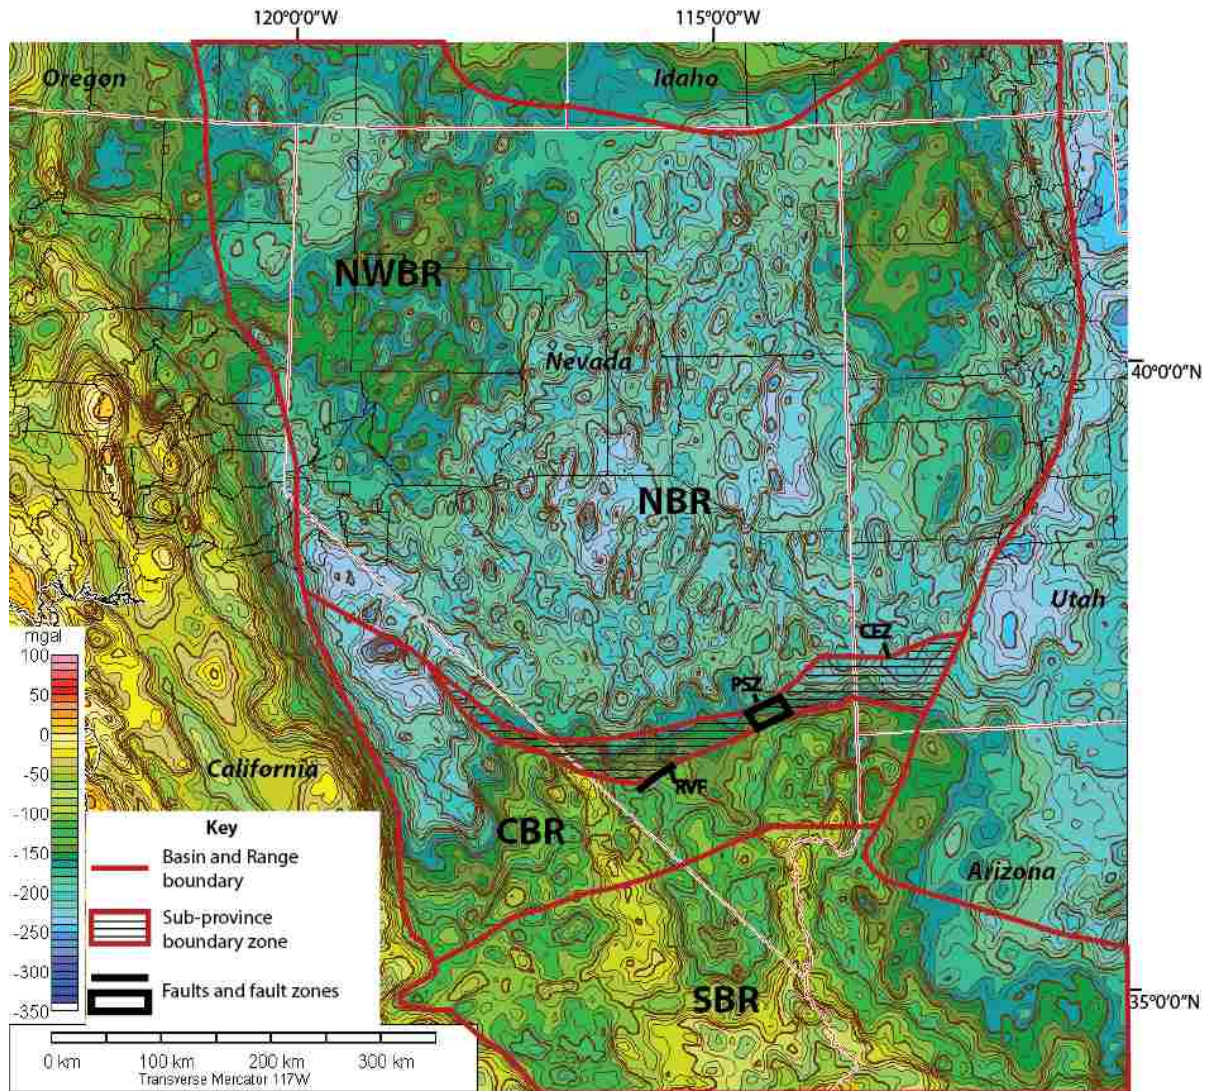 120°0'0"W
115°0'0"W
Oregon
Idaho
NWBR
Nevada
40°0'0"N
NBR
Utah
CEZ
PSZ
mgal
100
50
0
-50
-100
-150
-200
-250
-300
-350
California
RVF
CBR
Arizona
SBR
35°0'0"N
Key
Basin and Range
boundary
Sub-province
boundary zone
Faults and fault zones
0 km 100 km 200 km 300 km
Transverse Mercator 117W